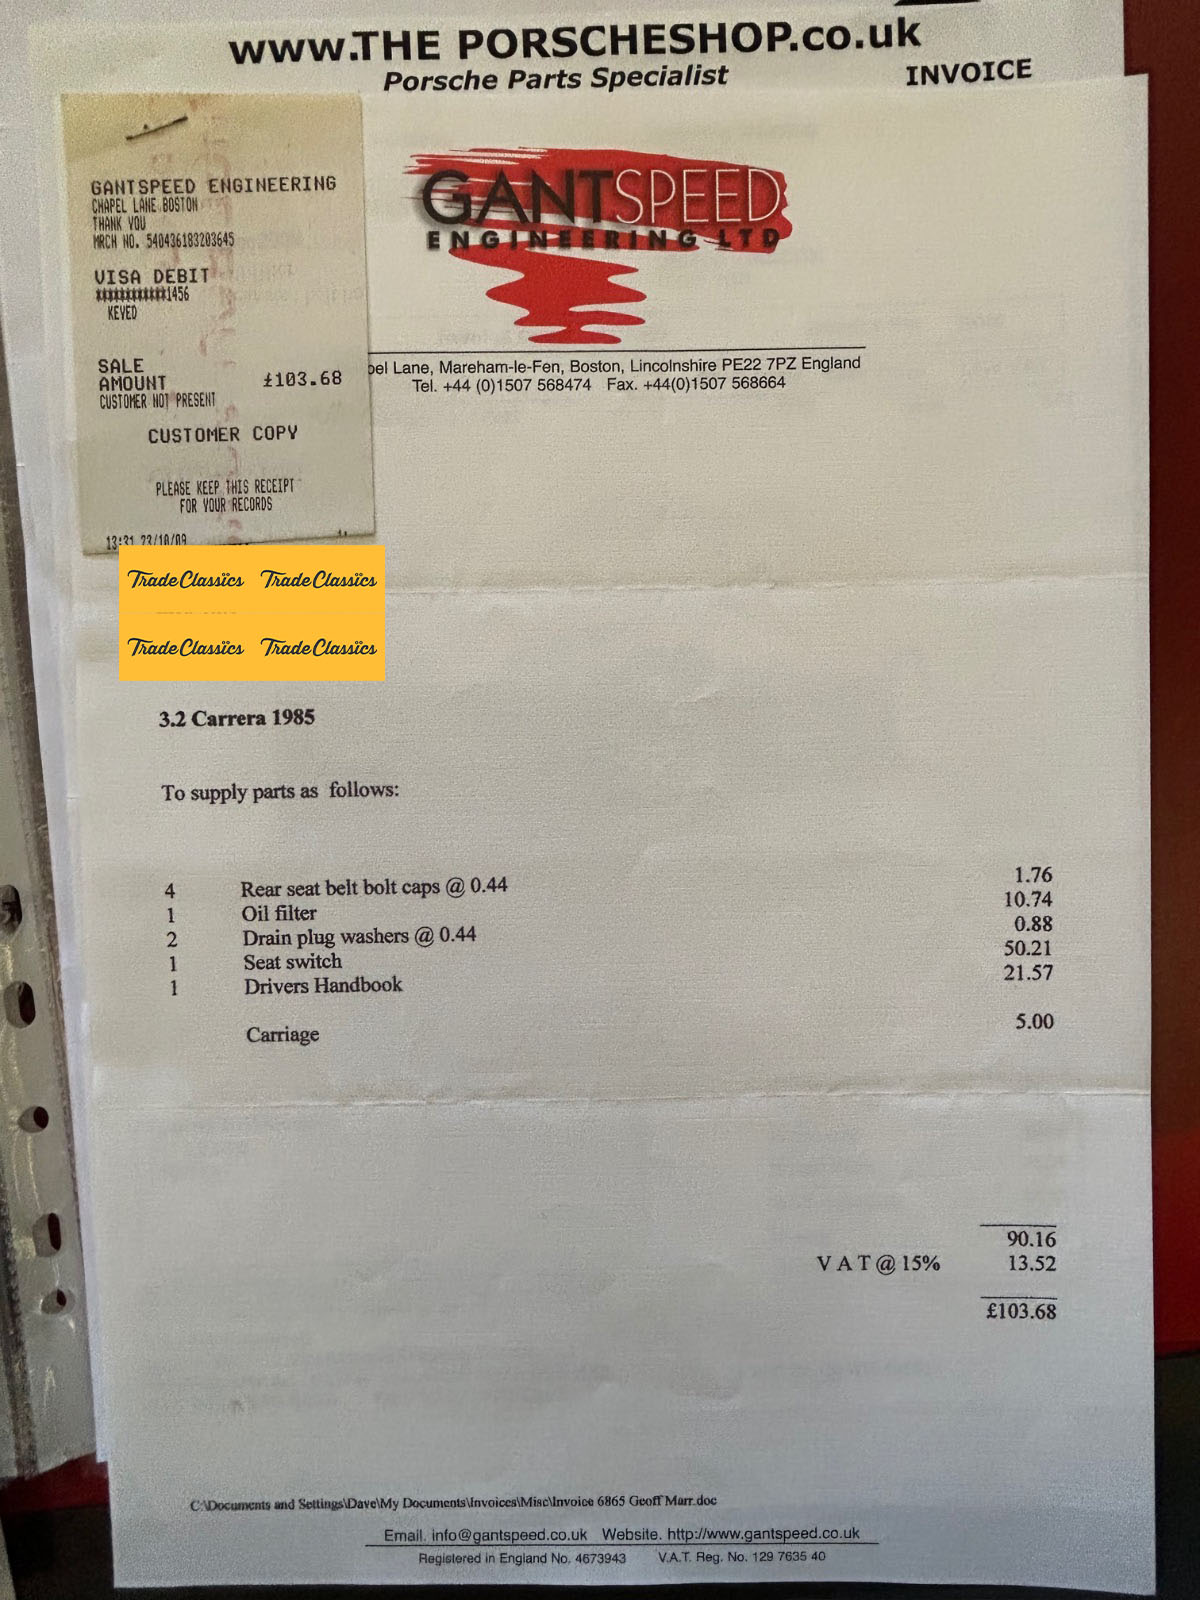 www.THE PORSCHESHOP.co.uk
Porsche Parts Specialist
INVOICE
GANTSPEED ENGINEERING
CHAPEL LANE BOSTON
THANK YOU
MRCH NO. 540436183203645
VISA DEBIT
************1456
KEYED
SALE
AMOUNT £103.68
CUSTOMER NOT PRESENT
CUSTOMER COPY
PLEASE KEEP THIS RECEIPT
FOR YOUR RECORDS
13:31 23/10/09
GANTSPEED
ENGINEERING LTD
pel Lane, Mareham-le-Fen, Boston, Lincolnshire PE22 7PZ England
Tel. +44 (0)1507 568474 Fax. +44(0)1507 568664
Trade Classics Trade Classics
Trade Classics Trade Classics
3.2 Carrera 1985
To supply parts as follows:
4 Rear seat belt bolt caps @ 0.44 1.76
1 Oil filter 10.74
2 Drain plug washers @ 0.44 0.88
1 Seat switch 50.21
1 Drivers Handbook 21.57
Carriage 5.00
90.16
V A T @ 15% 13.52
£103.68
C:\Documents and Settings\Dave\My Documents\Invoices\Misc\Invoice 6865 Geoff Marr.doc
Email. info@gantspeed.co.uk Website. http://www.gantspeed.co.uk
Registered in England No. 4673943 V.A.T. Reg. No. 129 7635 40